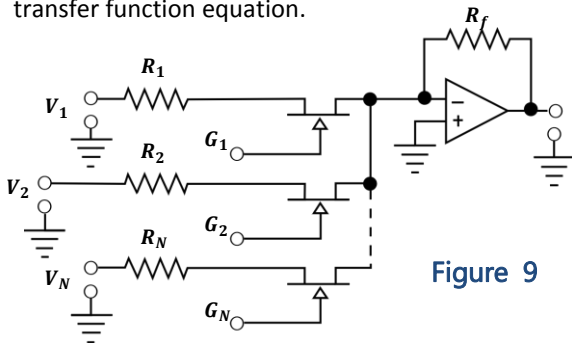 transfer function equation.
R_f
R_1
V_1
G_1
−
+
R_2
V_2
G_2
R_N
V_N
G_N
Figure 9